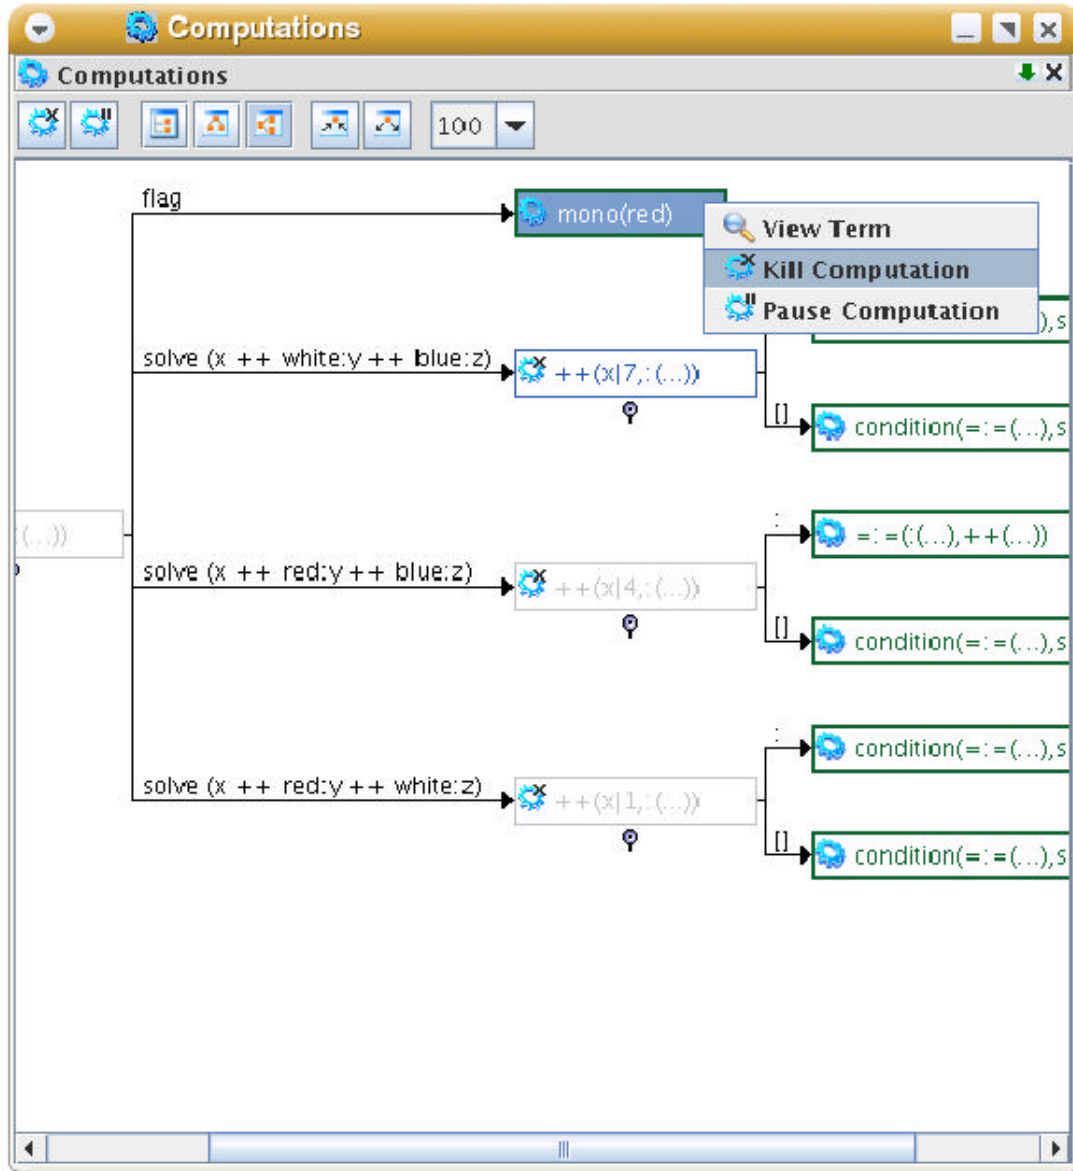 Computations
Computations
100
flag
mono(red)
View Term
Kill Computation
Pause Computation
),s
solve (x ++ white:y ++ blue:z)
++(x|7,:(...))
[]
condition(=:=(...),s
:(...))
:
=:=(:(...),++(...))
solve (x ++ red:y ++ blue:z)
++(x|4,:(...))
[]
condition(=:=(...),s
:
condition(=:=(...),s
solve (x ++ red:y ++ white:z)
++(x|1,:(...))
[]
condition(=:=(...),s